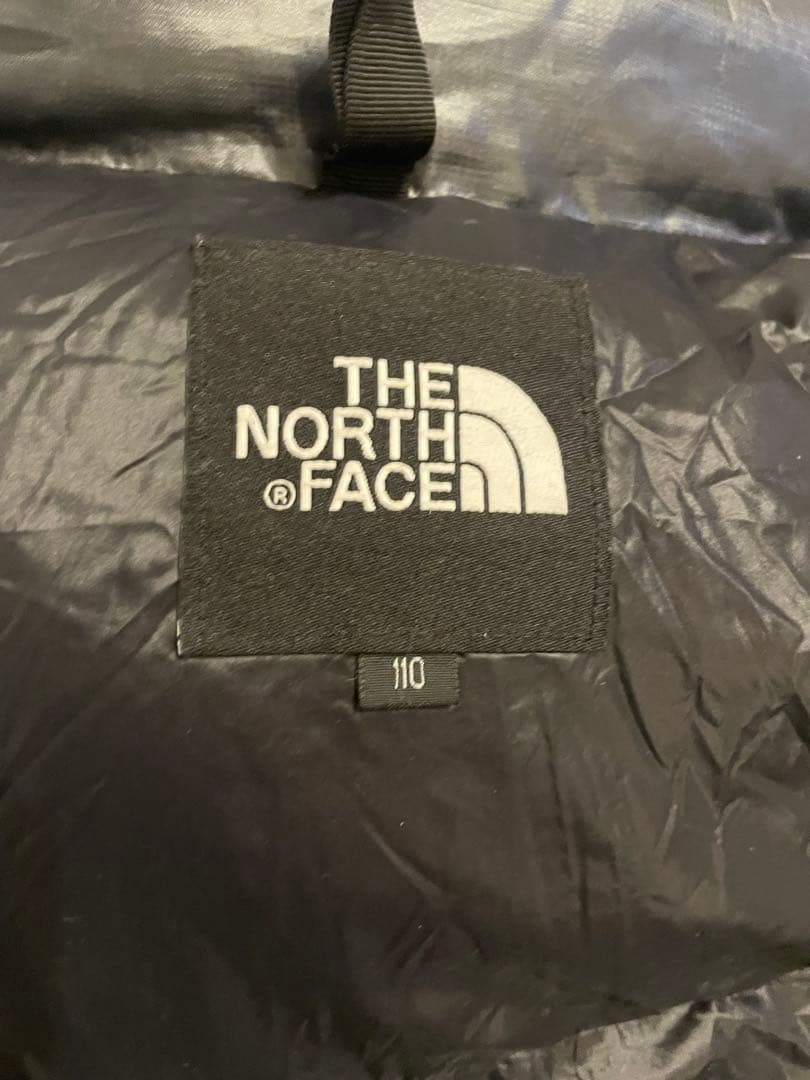 THE
NORTH
®FACE
110